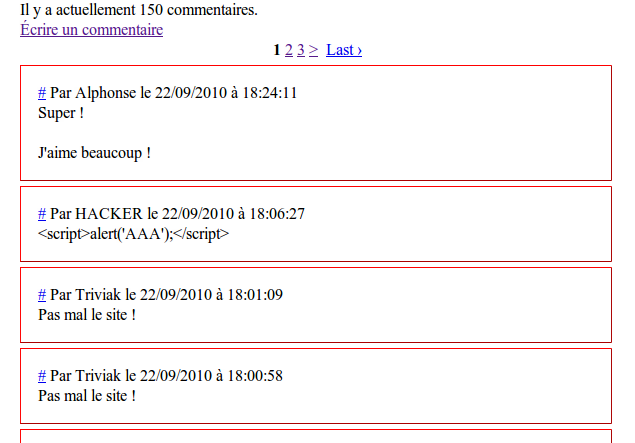 Il y a actuellement 150 commentaires.
Écrire un commentaire
1 2 3 > Last ›
# Par Alphonse le 22/09/2010 à 18:24:11
Super !
J'aime beaucoup !
# Par HACKER le 22/09/2010 à 18:06:27
<script>alert('AAA');</script>
# Par Triviak le 22/09/2010 à 18:01:09
Pas mal le site !
# Par Triviak le 22/09/2010 à 18:00:58
Pas mal le site !